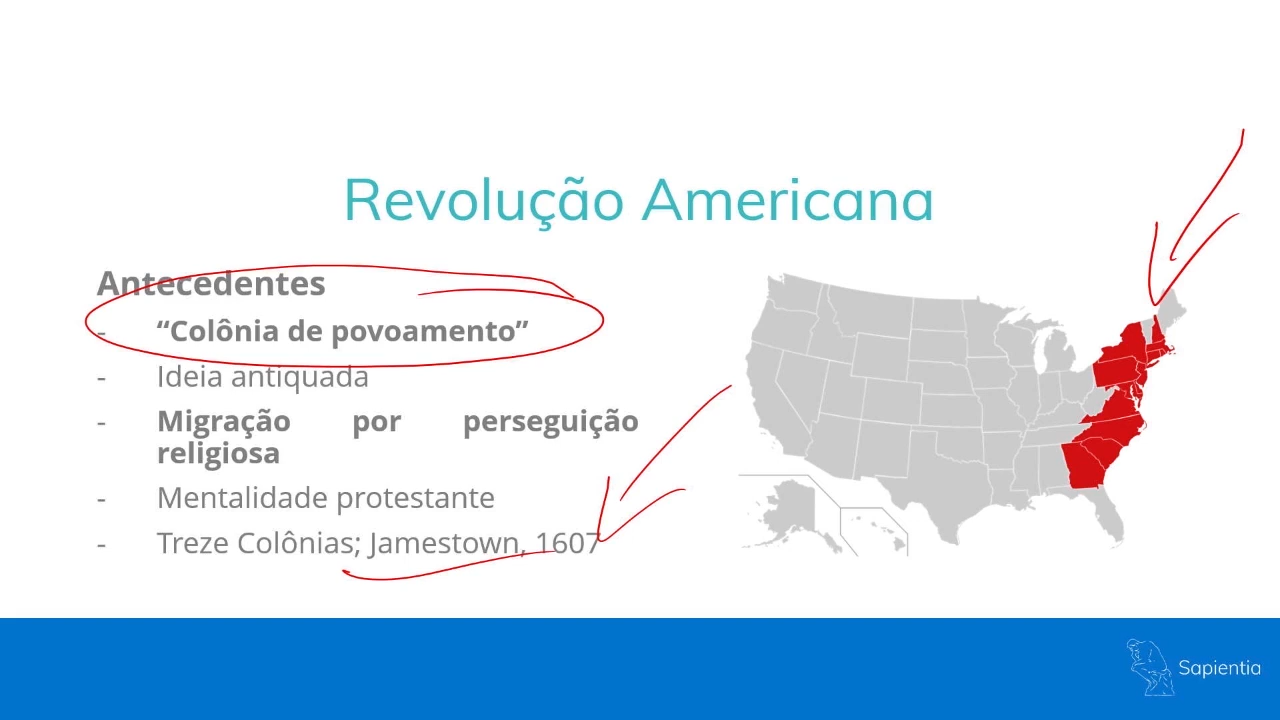 Revolução Americana
Antecedentes
- “Colônia de povoamento”
- Ideia antiquada
- Migração por perseguição
religiosa
- Mentalidade protestante
- Treze Colônias; Jamestown, 1607
Sapientia